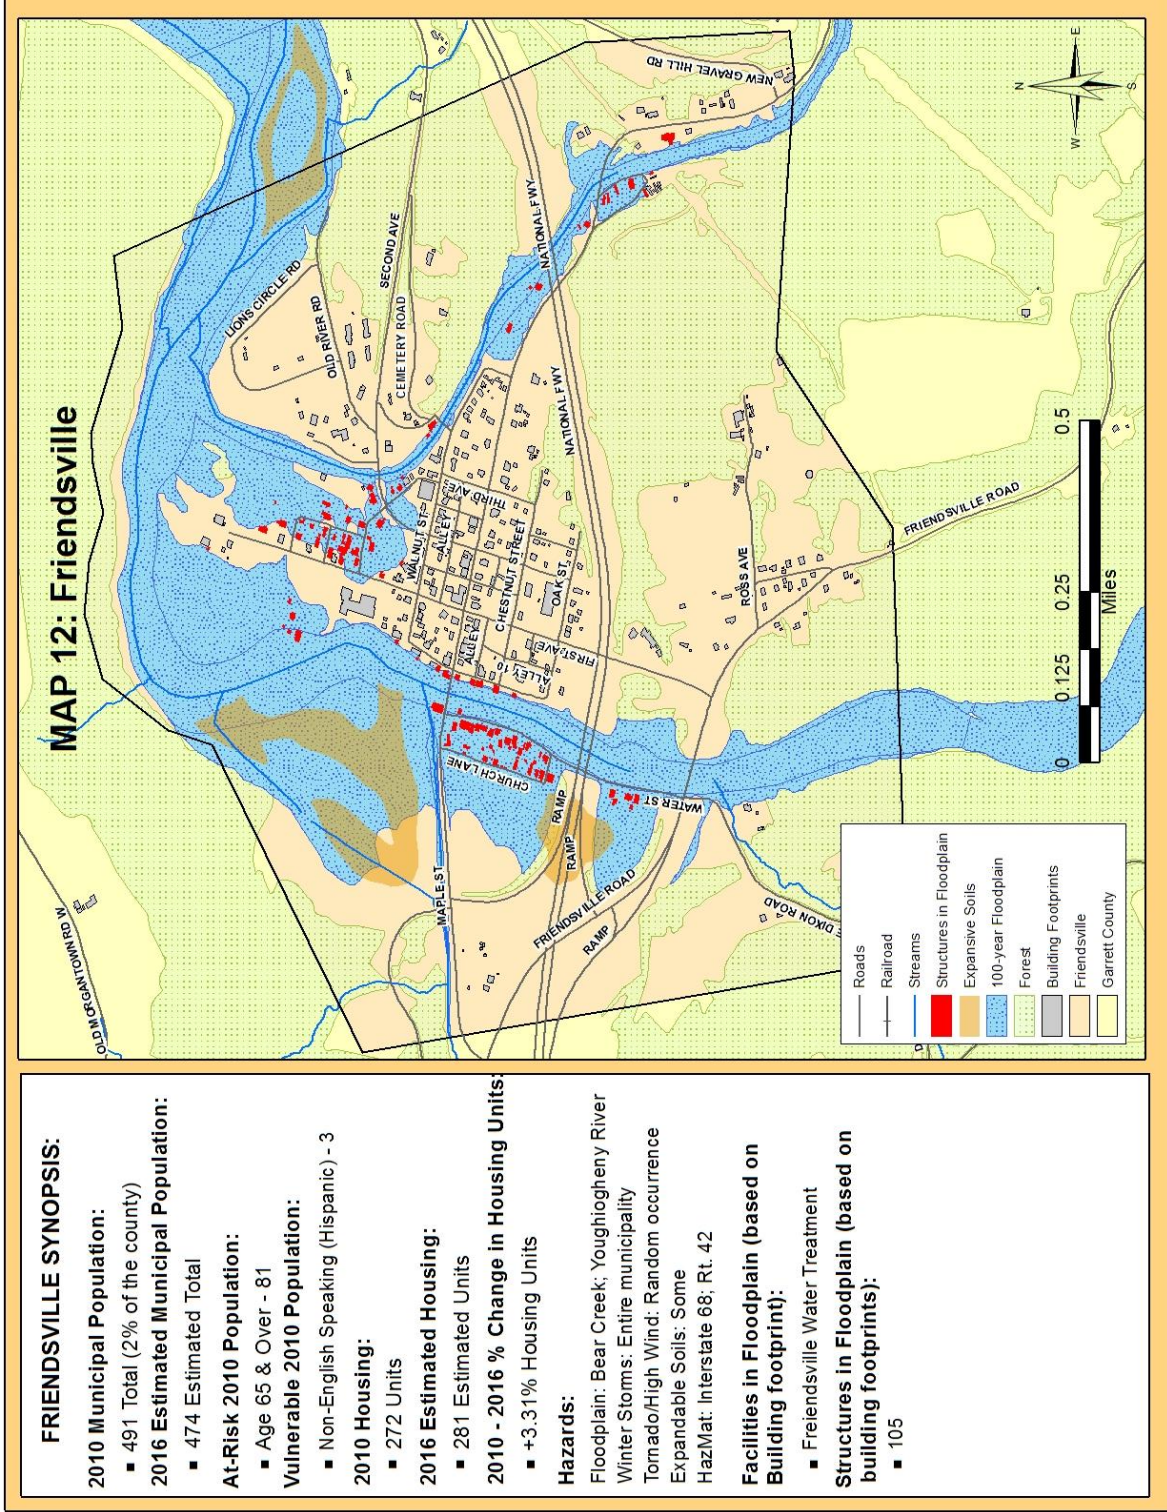 MAP 12: Friendsville
FRIENDSVILLE SYNOPSIS:
2010 Municipal Population:
▪ 491 Total (2% of the county)
2016 Estimated Municipal Population:
▪ 474 Estimated Total
At-Risk 2010 Population:
▪ Age 65 & Over - 81
Vulnerable 2010 Population:
▪ Non-English Speaking (Hispanic) - 3
2010 Housing:
▪ 272 Units
2016 Estimated Housing:
▪ 281 Estimated Units
2010 - 2016 % Change in Housing Units:
▪ +3.31% Housing Units
Hazards:
Floodplain: Bear Creek; Youghiogheny River
Winter Storms: Entire municipality
Tornado/High Wind: Random occurrence
Expandable Soils: Some
HazMat: Interstate 68; Rt. 42
Facilities in Floodplain (based on
Building footprint):
▪ Freiendsville Water Treatment
Structures in Floodplain (based on
building footprints):
▪ 105
OLD MORGANTOWN RD W
MAPLE ST
CHURCH LANE
RAMP
RAMP
WATER ST
FRIENDSVILLE ROAD
RAMP
DIXON ROAD
LIONS CIRCLE RD
OLD RIVER RD
SECOND AVE
CEMETERY ROAD
NATIONAL FWY
NEW GRAVEL HILL RD
WALNUT ST
ALLEY
THIRD AVE
CHESTNUT STREET
ALLEY
OAK ST
ALLEY 10
FIRST AVE
NATIONAL FWY
ROSS AVE
FRIENDSVILLE ROAD
N
E
S
W
0 0.125 0.25 0.5
Miles
Roads
Railroad
Streams
Structures in Floodplain
Expansive Soils
100-year Floodplain
Forest
Building Footprints
Friendsville
Garrett County